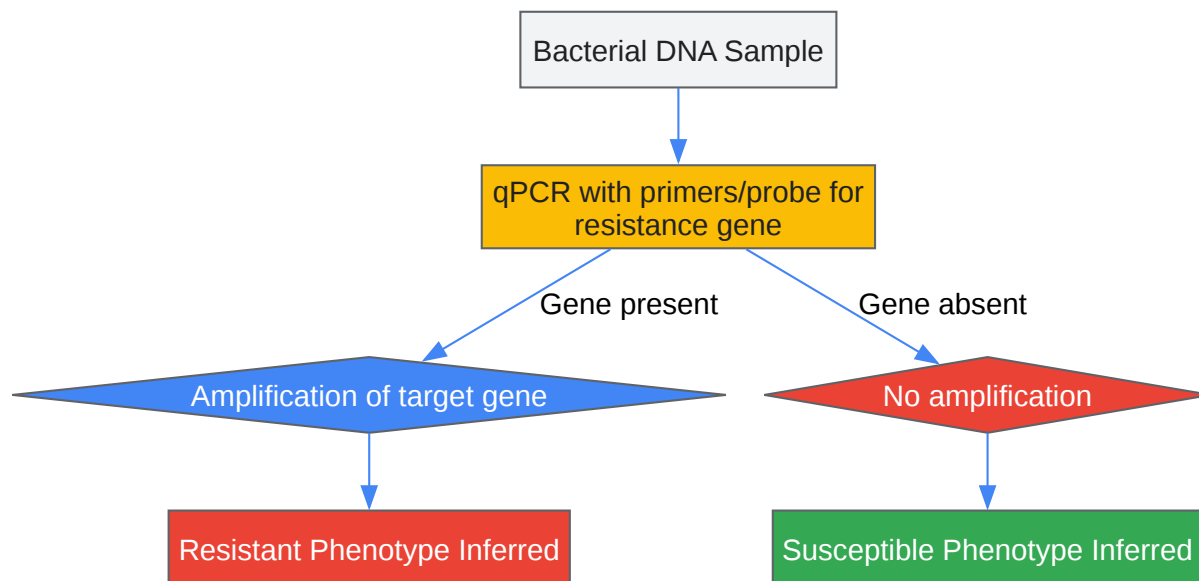 Bacterial DNA Sample
qPCR with primers/probe for
resistance gene
Gene present
Gene absent
Amplification of target gene
No amplification
Resistant Phenotype Inferred
Susceptible Phenotype Inferred